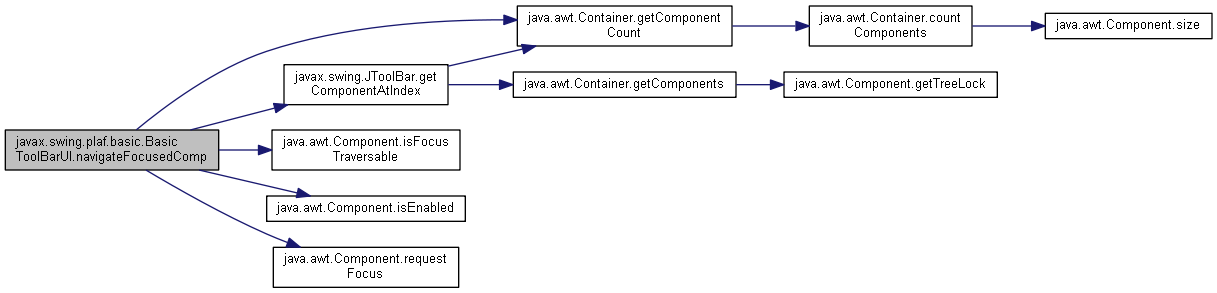 java.awt.Container.getComponent
Count
java.awt.Container.count
Components
java.awt.Component.size
javax.swing.JToolBar.get
ComponentAtIndex
java.awt.Container.getComponents
java.awt.Component.getTreeLock
javax.swing.plaf.basic.Basic
ToolBarUI.navigateFocusedComp
java.awt.Component.isFocus
Traversable
java.awt.Component.isEnabled
java.awt.Component.request
Focus